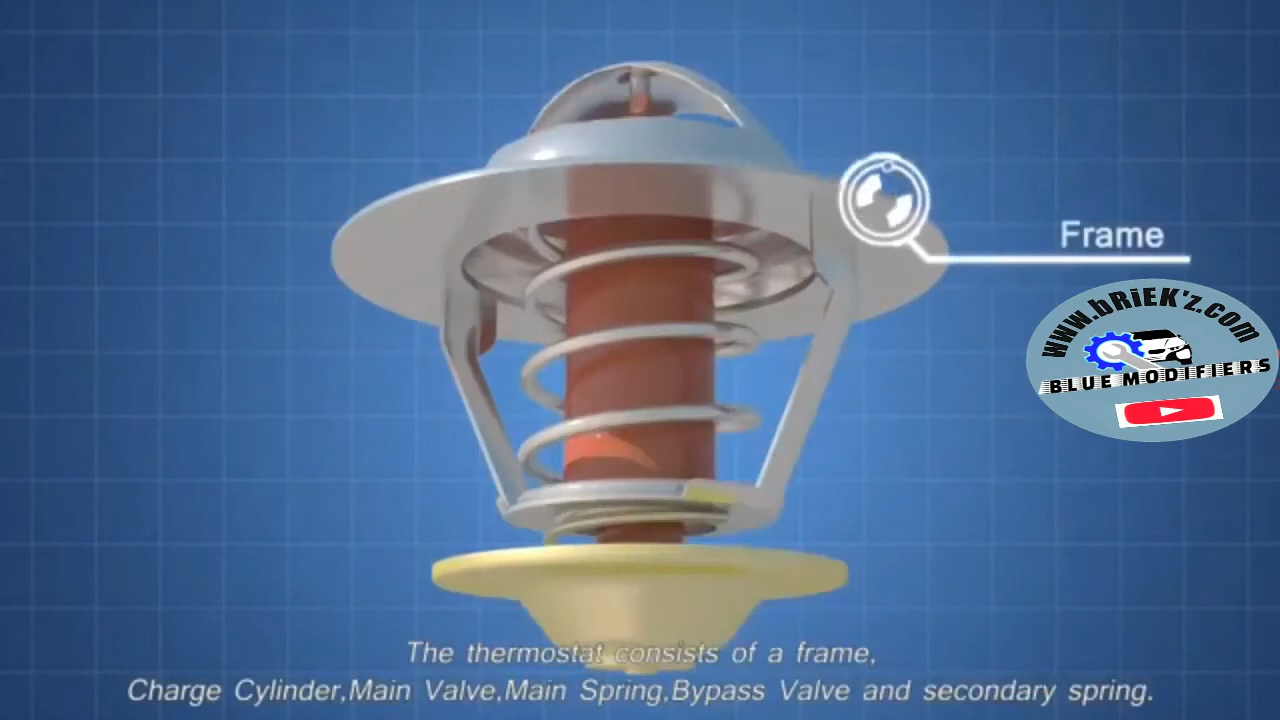 Frame
www.bRiEK'z.com
BLUE MODIFIERS
The thermostat consists of a frame,
Charge Cylinder,Main Valve,Main Spring,Bypass Valve and secondary spring.